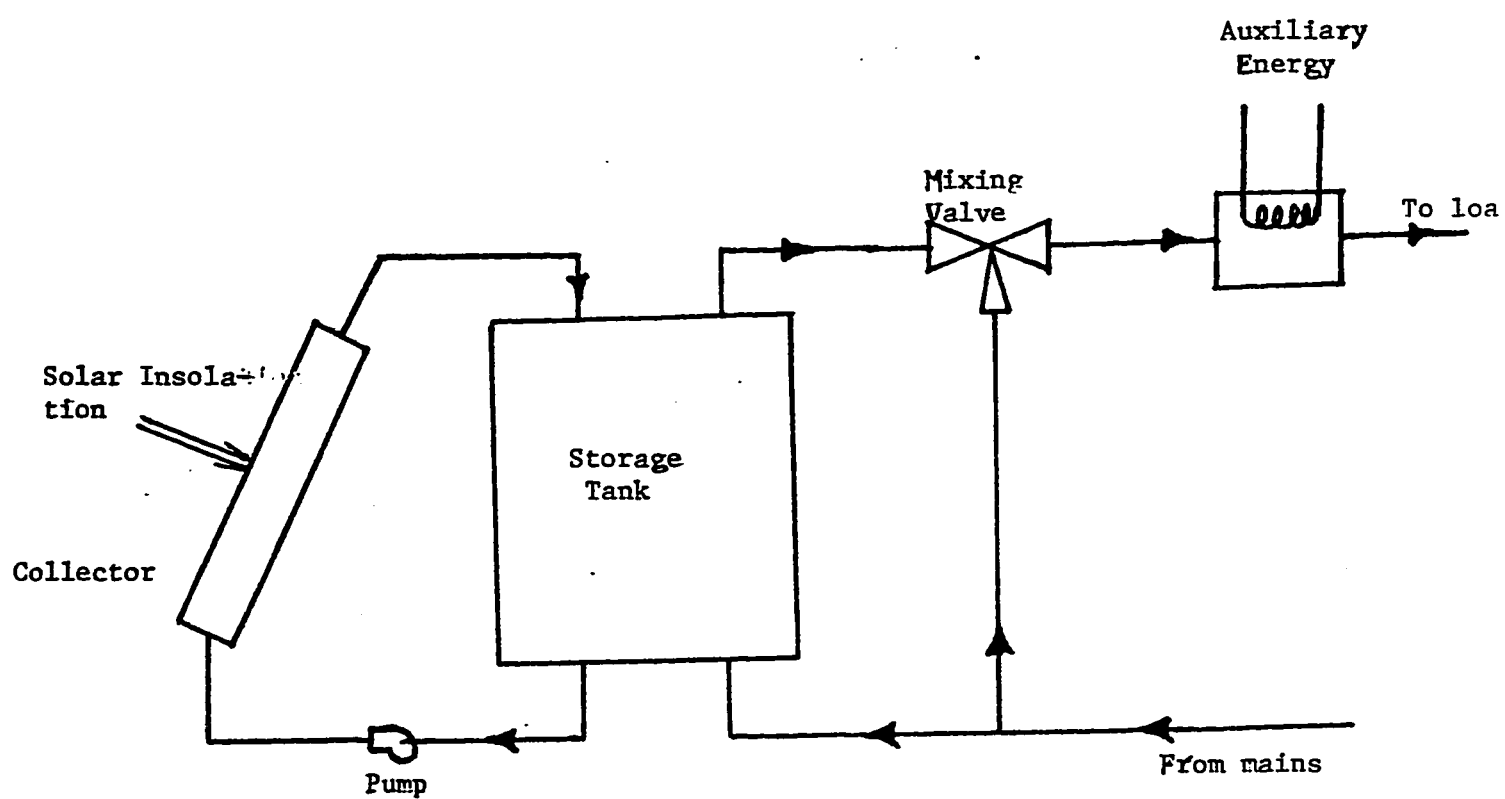 Auxiliary
Energy
Mixing
Valve
To loa
Solar Insola-
tion
Storage
Tank
Collector
Pump
From mains